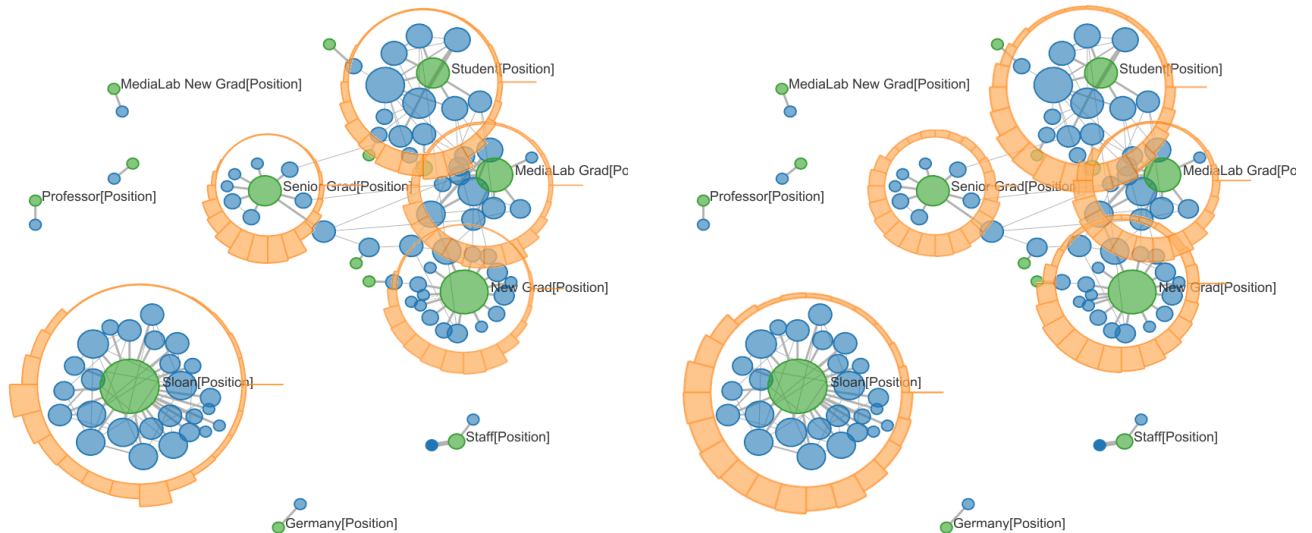 Student[Position]
MediaLab New Grad[Position]
MediaLab Grad[Po
Senior Grad[Position]
Professor[Position]
New Grad[Position]
Sloan[Position]
Staff[Position]
Germany[Position]
Student[Position]
MediaLab New Grad[Position]
MediaLab Grad[Po
Senior Grad[Position]
Professor[Position]
New Grad[Position]
Sloan[Position]
Staff[Position]
Germany[Position]